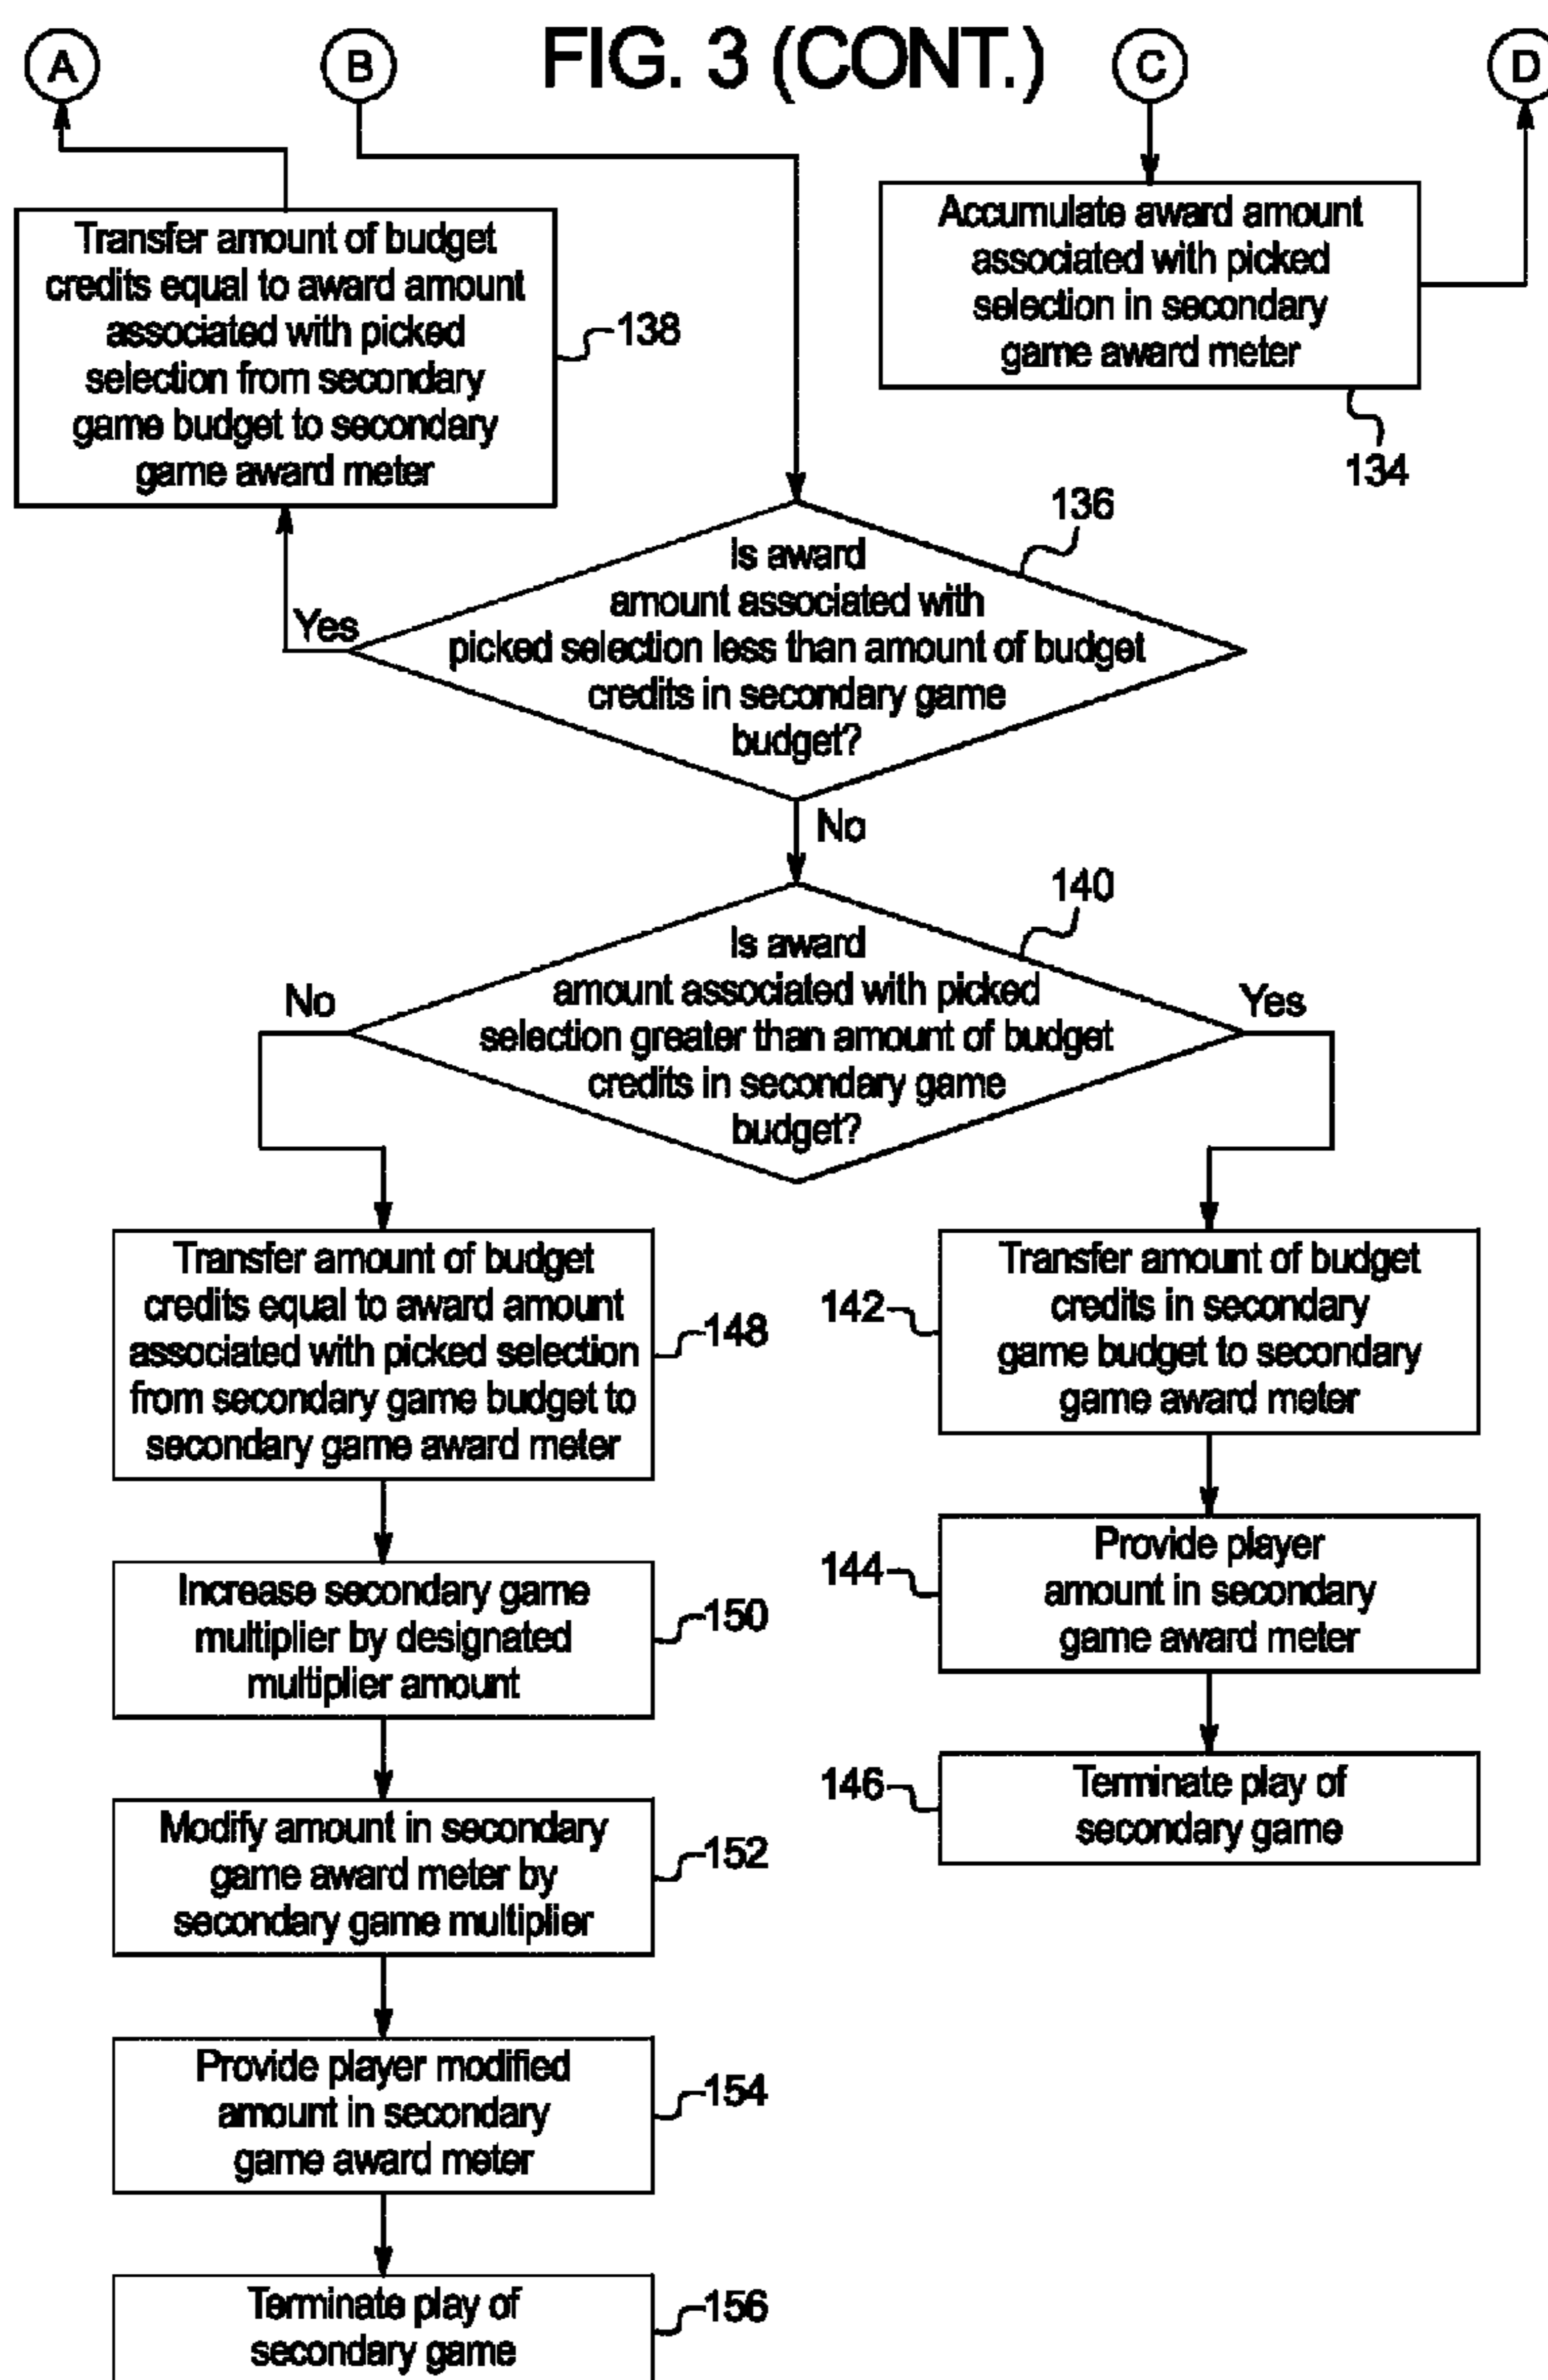 A
B
FIG. 3 (CONT.)
C
D
Transfer amount of budget
credits equal to award amount
associated with picked
selection from secondary
game budget to secondary
game award meter
138
Accumulate award amount
associated with picked
selection in secondary
game award meter
134
136
Is award
amount associated with
picked selection less than amount of budget
credits in secondary game
budget?
Yes
No
140
Is award
amount associated with picked
selection greater than amount of budget
credits in secondary game
budget?
No
Yes
Transfer amount of budget
credits equal to award amount
associated with picked selection
from secondary game budget to
secondary game award meter
148
142
Transfer amount of budget
credits in secondary
game budget to secondary
game award meter
Increase secondary game
multiplier by designated
multiplier amount
150
144
Provide player
amount in secondary
game award meter
Modify amount in secondary
game award meter by
secondary game multiplier
152
146
Terminate play of
secondary game
Provide player modified
amount in secondary
game award meter
154
Terminate play of
secondary game
156